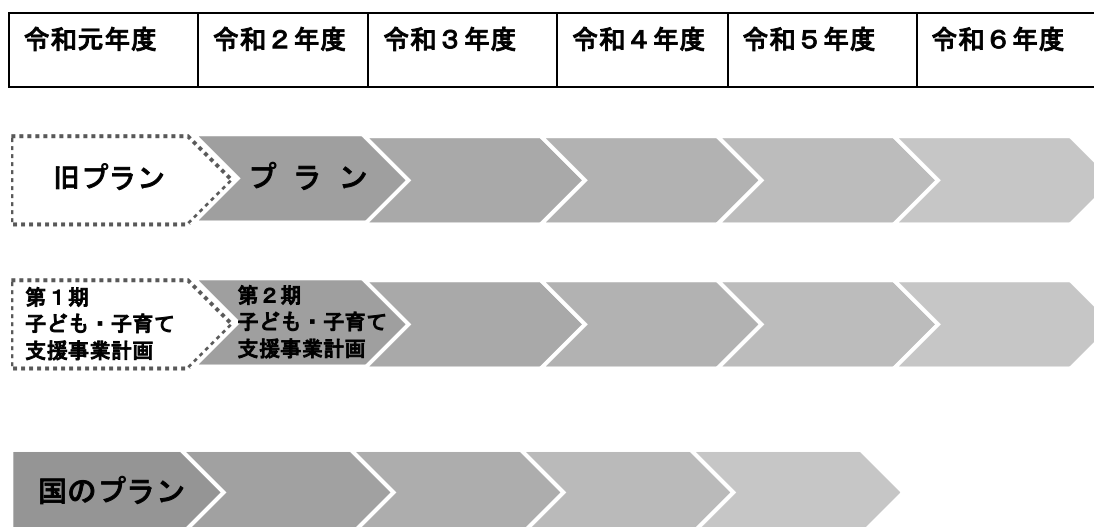 令和元年度 令和２年度 令和３年度 令和４年度 令和５年度 令和６年度
旧プラン プ ラ ン
第１期
子ども・子育て
支援事業計画
第２期
子ども・子育て
支援事業計画
国のプラン